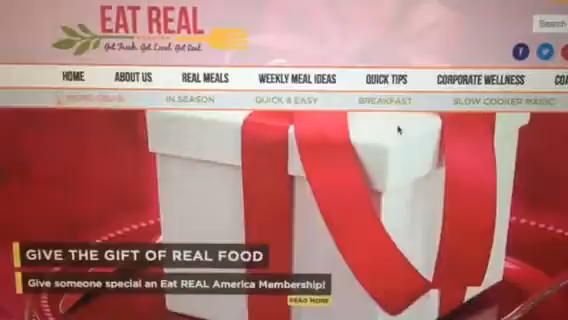 EAT REAL
Get Fresh. Get Local. Get Real.
Search
HOME ABOUT US REAL MEALS WEEKLY MEAL IDEAS QUICK TIPS CORPORATE WELLNESS COA
IN SEASON QUICK & EASY BREAKFAST SLOW COOKER MAGIC
GIVE THE GIFT OF REAL FOOD
Give someone special an Eat REAL America Membership!
READ MORE